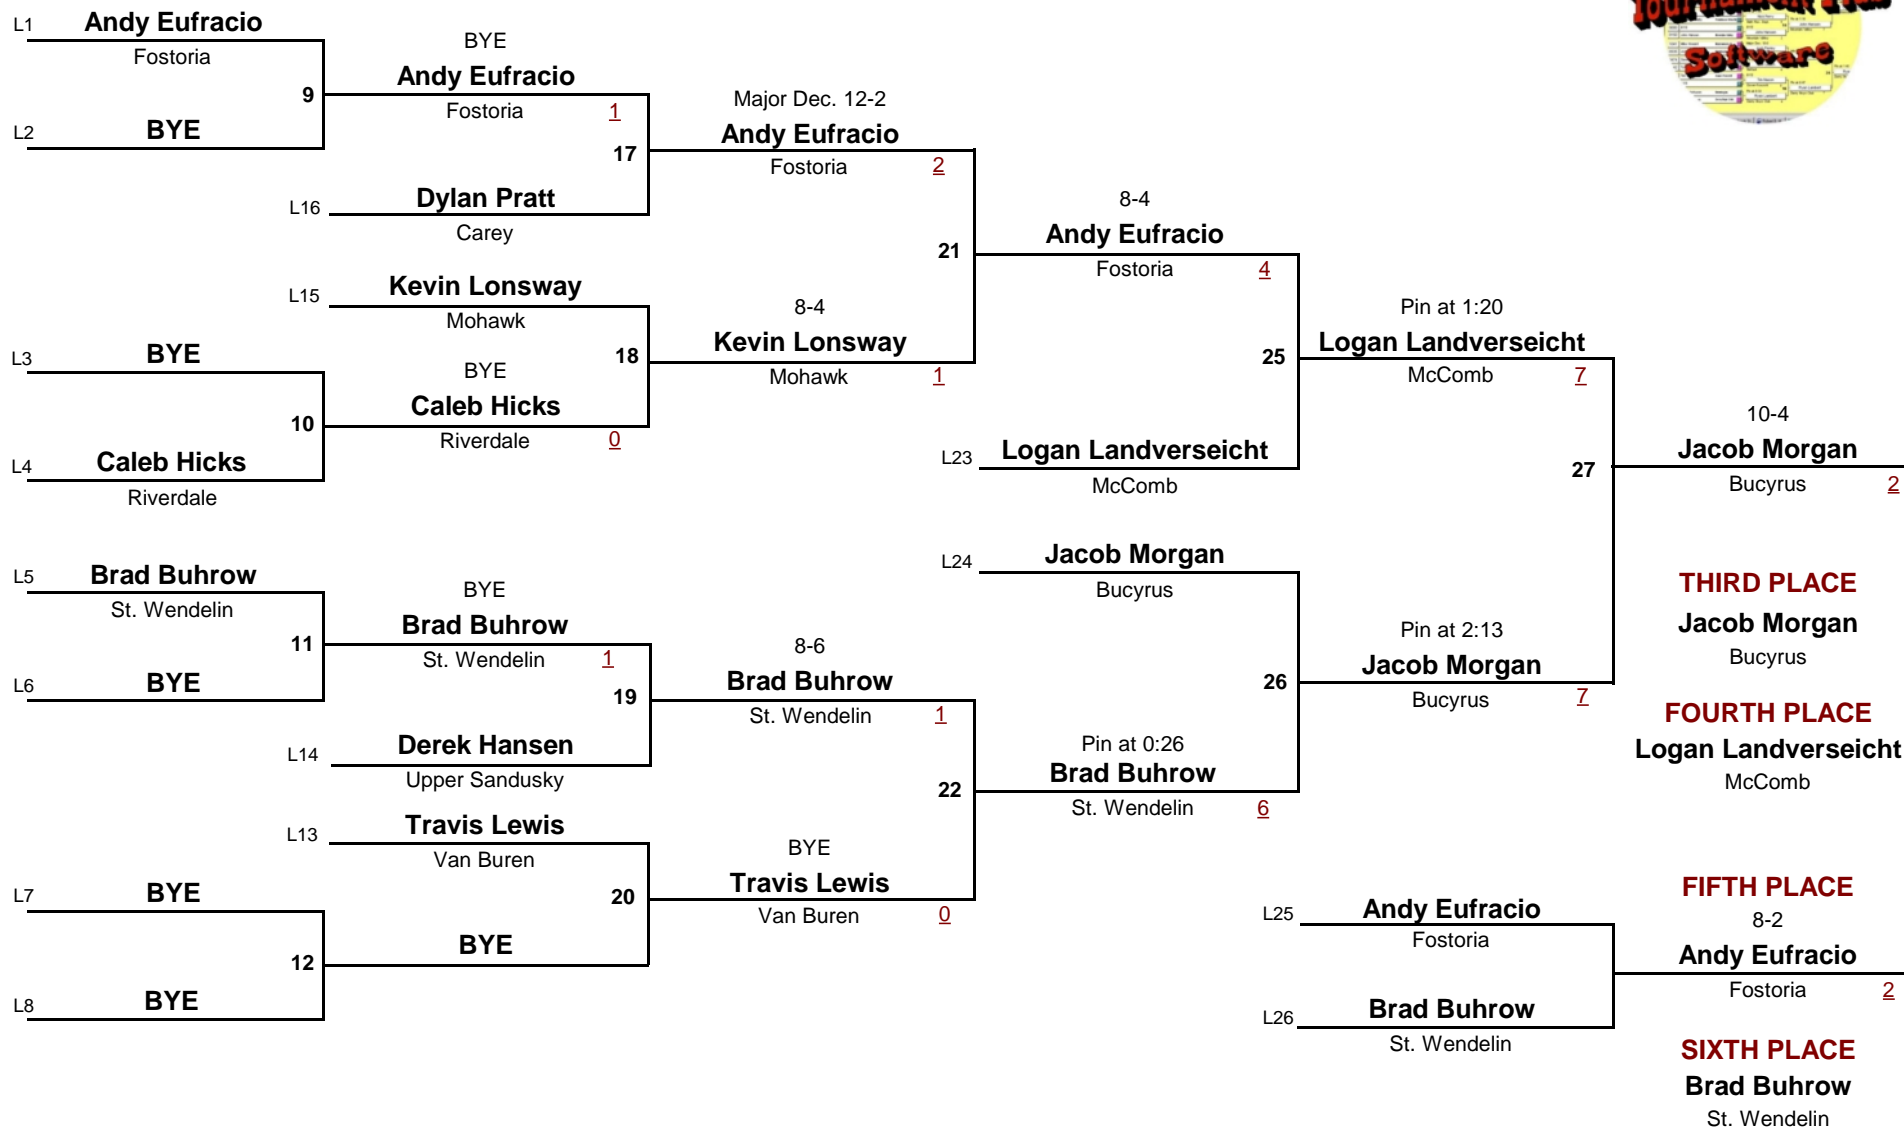 Tournament Plus
Software
L1 Andy Eufracio
Fostoria
9
L2 BYE
BYE
Andy Eufracio
Fostoria 1
17
L16 Dylan Pratt
Carey
Major Dec. 12-2
Andy Eufracio
Fostoria 2
L15 Kevin Lonsway
Mohawk
18
L3 BYE
10
L4 Caleb Hicks
Riverdale
BYE
Caleb Hicks
Riverdale 0
8-4
Kevin Lonsway
Mohawk 1
21
8-4
Andy Eufracio
Fostoria 4
25
L23 Logan Landverseicht
McComb
Pin at 1:20
Logan Landverseicht
McComb 7
27
10-4
Jacob Morgan
Bucyrus 2
L5 Brad Buhrow
St. Wendelin
11
L6 BYE
BYE
Brad Buhrow
St. Wendelin 1
19
L14 Derek Hansen
Upper Sandusky
8-6
Brad Buhrow
St. Wendelin 1
22
L13 Travis Lewis
Van Buren
20
L7 BYE
12
L8 BYE
BYE
BYE
Travis Lewis
Van Buren 0
Pin at 0:26
Brad Buhrow
St. Wendelin 6
L24 Jacob Morgan
Bucyrus
26
Pin at 2:13
Jacob Morgan
Bucyrus 7
THIRD PLACE
Jacob Morgan
Bucyrus
FOURTH PLACE
Logan Landverseicht
McComb
L25 Andy Eufracio
Fostoria
L26 Brad Buhrow
St. Wendelin
FIFTH PLACE
8-2
Andy Eufracio
Fostoria 2
SIXTH PLACE
Brad Buhrow
St. Wendelin